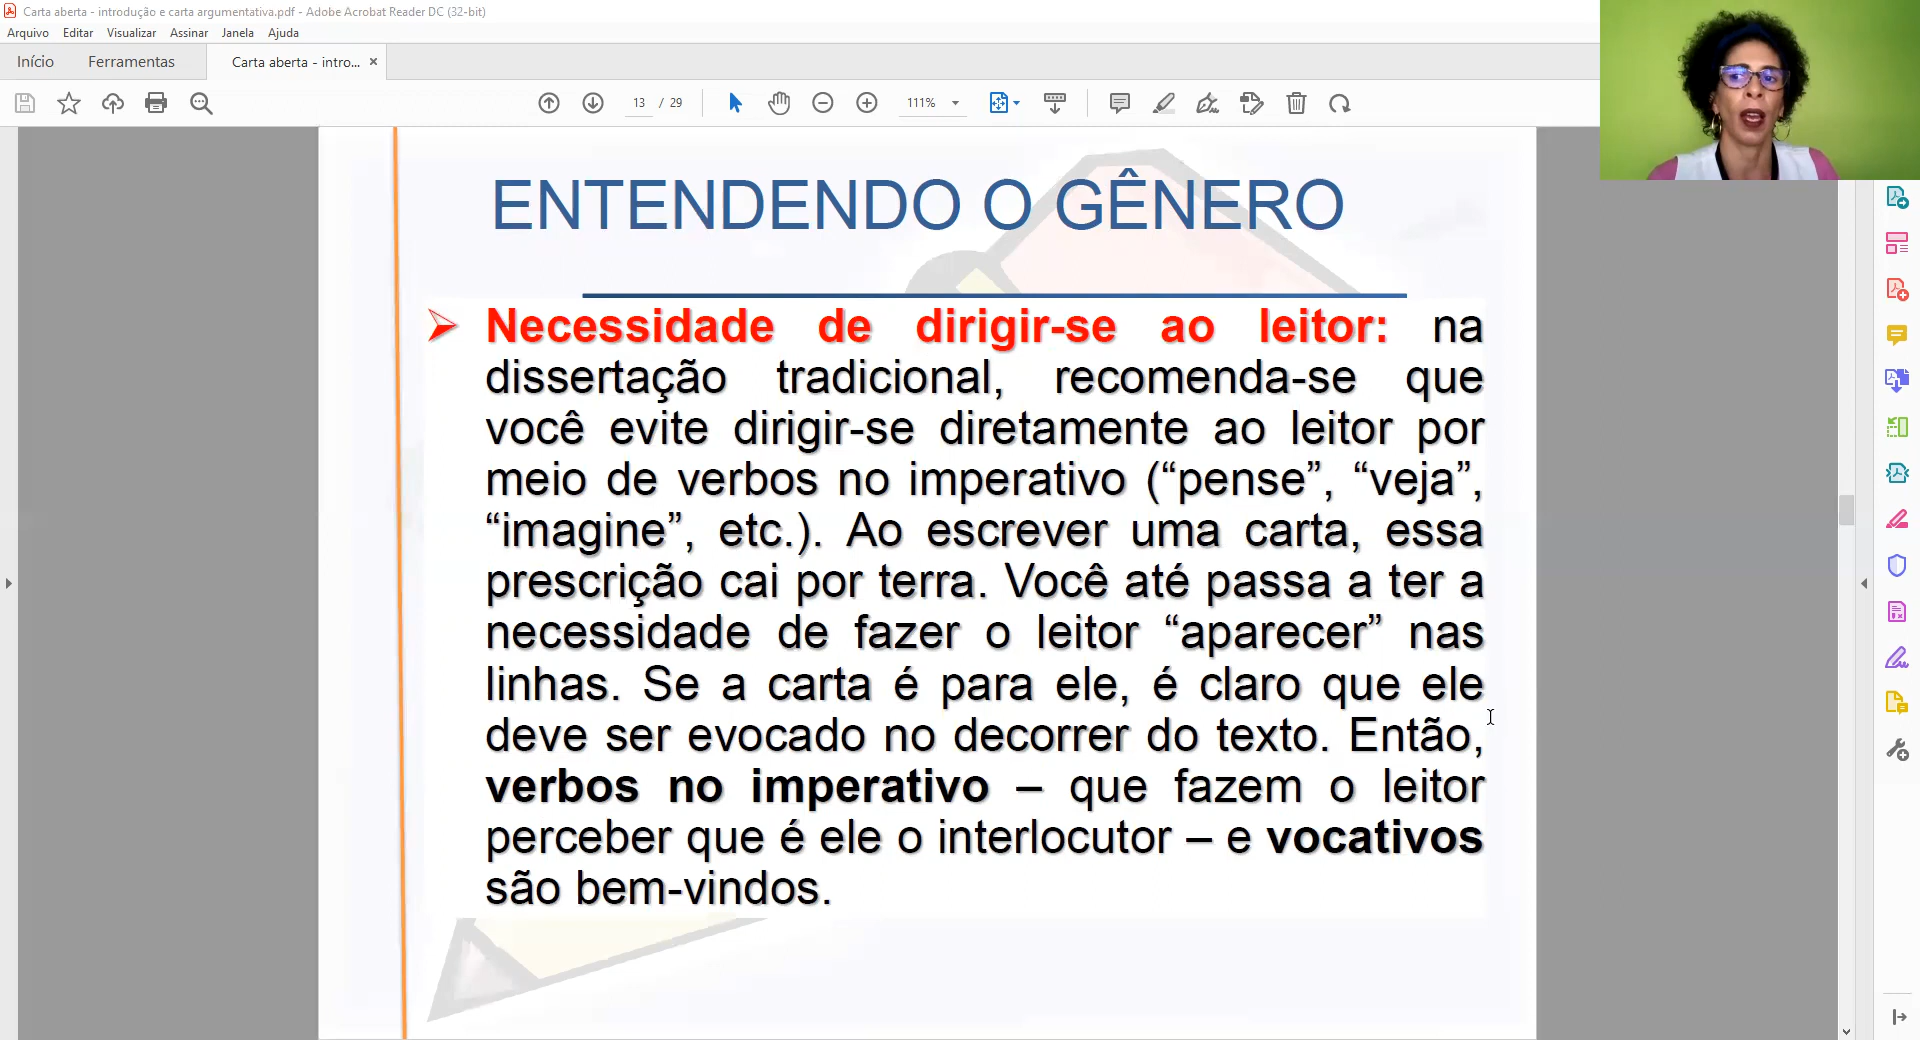 Carta aberta - introdução e carta argumentativa.pdf - Adobe Acrobat Reader DC (32-bit)
Arquivo Editar Visualizar Assinar Janela Ajuda
Início Ferramentas Carta aberta - intro... ×
13 / 29 111%
ENTENDENDO O GÊNERO
Necessidade de dirigir-se ao leitor: na
dissertação tradicional, recomenda-se que
você evite dirigir-se diretamente ao leitor por
meio de verbos no imperativo (“pense”, “veja”,
“imagine”, etc.). Ao escrever uma carta, essa
prescrição cai por terra. Você até passa a ter a
necessidade de fazer o leitor “aparecer” nas
linhas. Se a carta é para ele, é claro que ele
deve ser evocado no decorrer do texto. Então,
verbos no imperativo – que fazem o leitor
perceber que é ele o interlocutor – e vocativos
são bem-vindos.